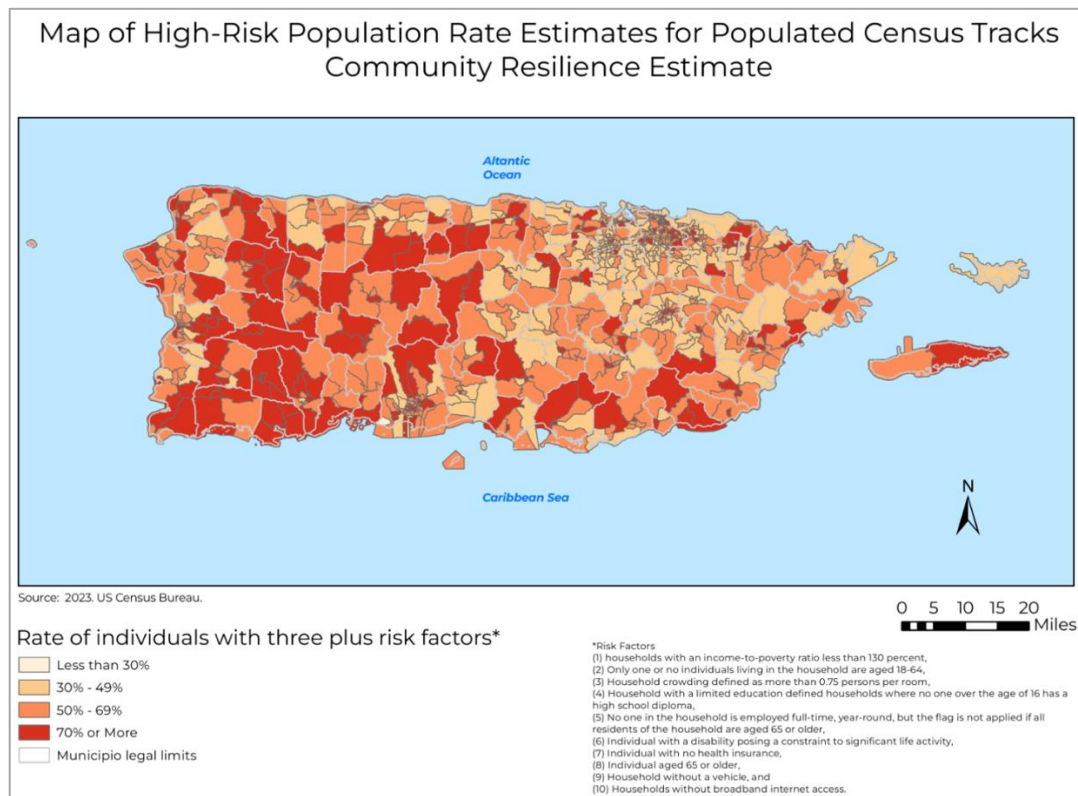 Map of High-Risk Population Rate Estimates for Populated Census Tracks
Community Resilience Estimate
Altantic
Ocean
Caribbean Sea
N
Source: 2023. US Census Bureau.
0 5 10 15 20
Miles
Rate of individuals with three plus risk factors*
Less than 30%
30% - 49%
50% - 69%
70% or More
Municipio legal limits
*Risk Factors
(1) households with an income-to-poverty ratio less than 130 percent,
(2) Only one or no individuals living in the household are aged 18-64,
(3) Household crowding defined as more than 0.75 persons per room,
(4) Household with a limited education defined households where no one over the age of 16 has a
high school diploma,
(5) No one in the household is employed full-time, year-round, but the flag is not applied if all
residents of the household are aged 65 or older,
(6) Individual with a disability posing a constraint to significant life activity,
(7) Individual with no health insurance,
(8) Individual aged 65 or older,
(9) Household without a vehicle, and
(10) Households without broadband internet access.